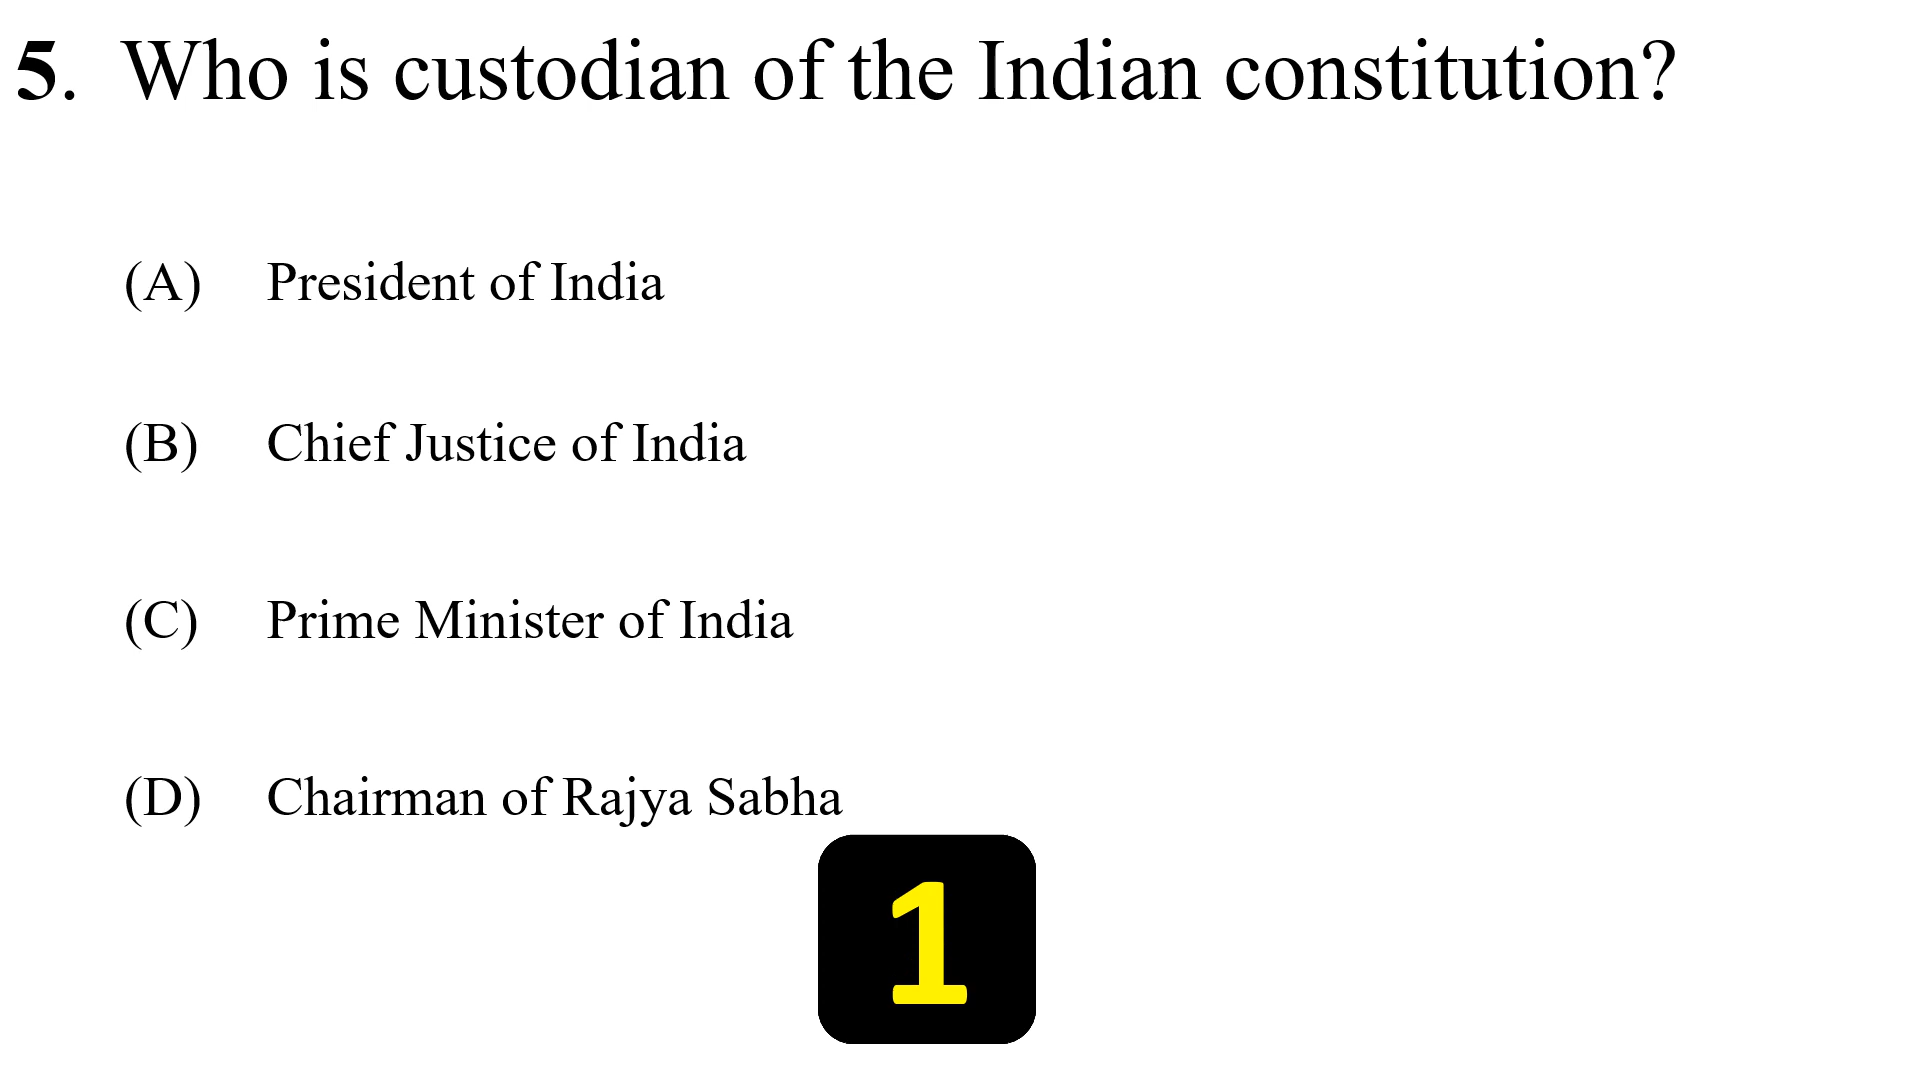 5. Who is custodian of the Indian constitution?
(A) President of India
(B) Chief Justice of India
(C) Prime Minister of India
(D) Chairman of Rajya Sabha
1